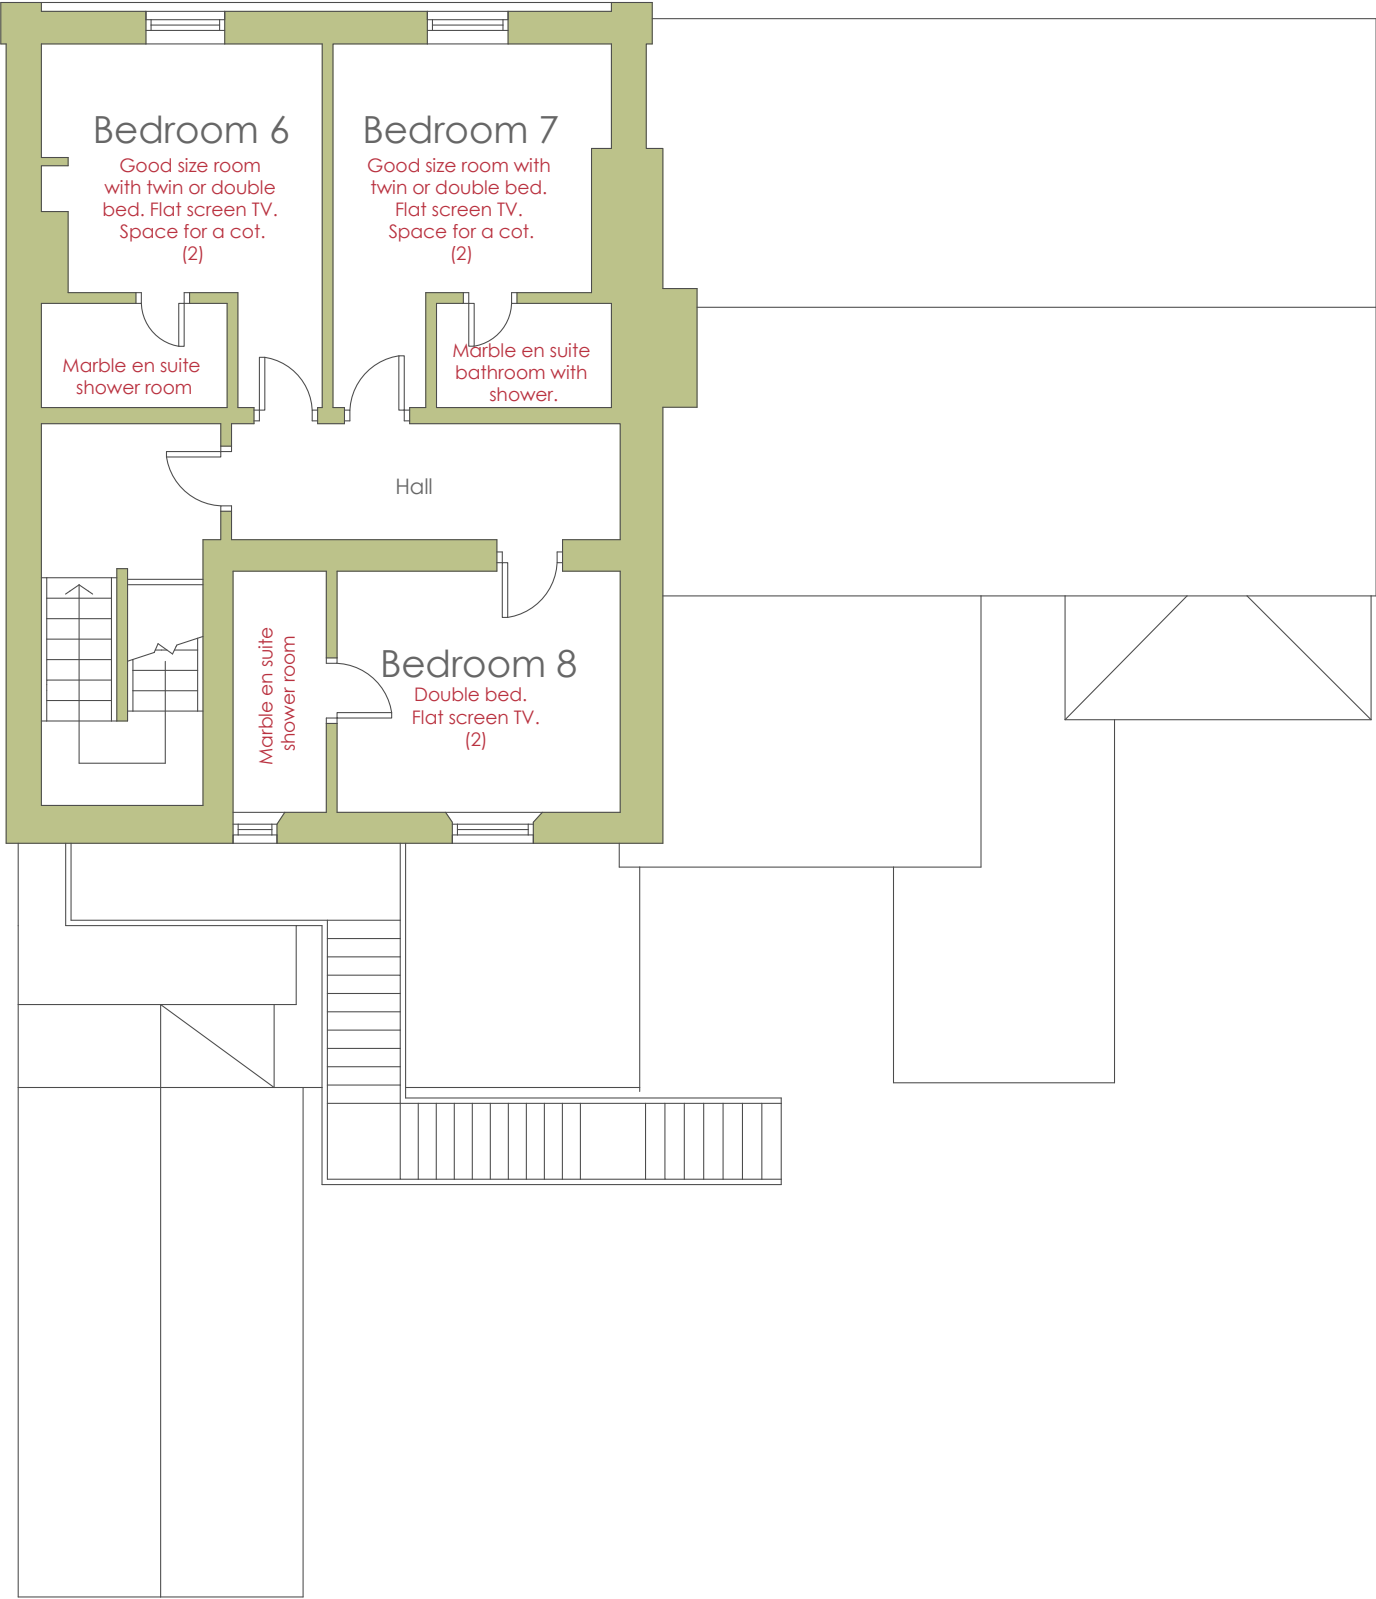 Bedroom 6
Good size room
with twin or double
bed. Flat screen TV.
Space for a cot.
(2)
Bedroom 7
Good size room with
twin or double bed.
Flat screen TV.
Space for a cot.
(2)
Marble en suite
shower room
Marble en suite
bathroom with
shower.
Hall
Marble en suite
shower room
Bedroom 8
Double bed.
Flat screen TV.
(2)